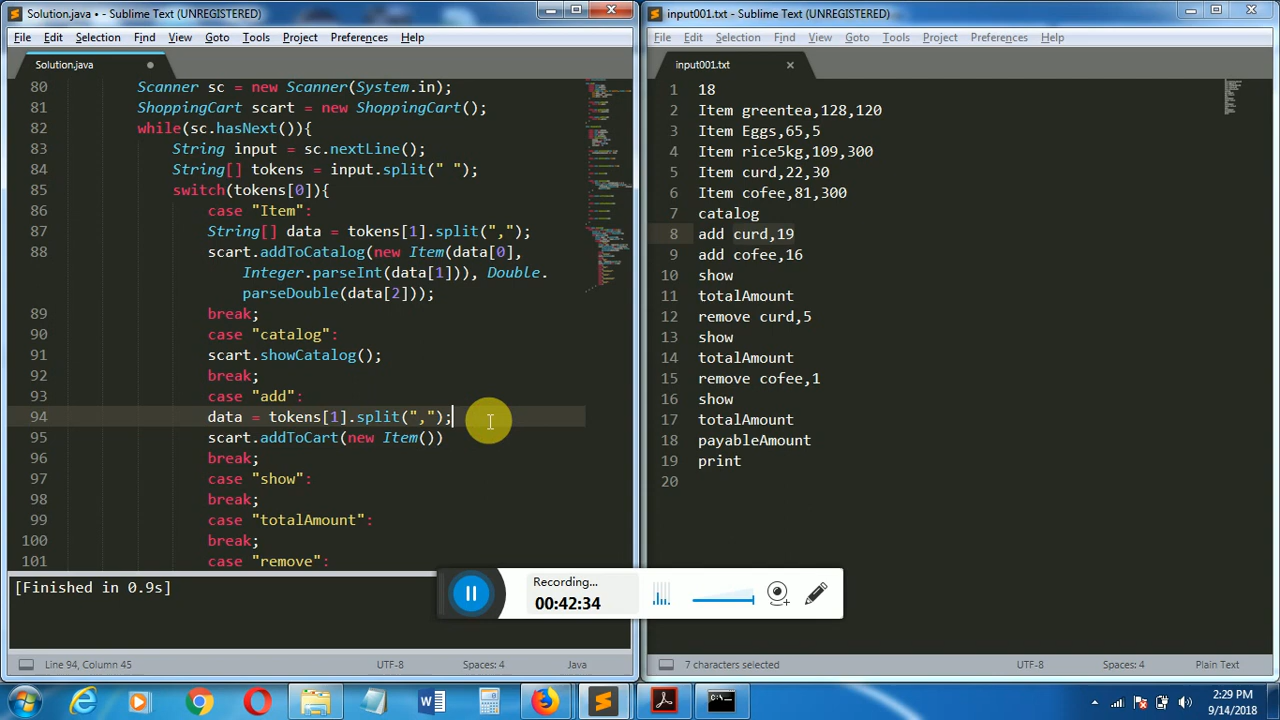 Solution.java • - Sublime Text (UNREGISTERED)
File Edit Selection Find View Goto Tools Project Preferences Help
Solution.java
80 Scanner sc = new Scanner(System.in);
81 ShoppingCart scart = new ShoppingCart();
82 while(sc.hasNext()){
83 String input = sc.nextLine();
84 String[] tokens = input.split(" ");
85 switch(tokens[0]){
86 case "Item":
87 String[] data = tokens[1].split(",");
88 scart.addToCatalog(new Item(data[0],
Integer.parseInt(data[1])), Double.
parseDouble(data[2]));
89 break;
90 case "catalog":
91 scart.showCatalog();
92 break;
93 case "add":
94 data = tokens[1].split(",");
95 scart.addToCart(new Item())
96 break;
97 case "show":
98 break;
99 case "totalAmount":
100 break;
101 case "remove":
[Finished in 0.9s]
Line 94, Column 45 UTF-8 Spaces: 4 Java
input001.txt - Sublime Text (UNREGISTERED)
File Edit Selection Find View Goto Tools Project Preferences Help
input001.txt
1 18
2 Item greentea,128,120
3 Item Eggs,65,5
4 Item rice5kg,109,300
5 Item curd,22,30
6 Item cofee,81,300
7 catalog
8 add curd,19
9 add cofee,16
10 show
11 totalAmount
12 remove curd,5
13 show
14 totalAmount
15 remove cofee,1
16 show
17 totalAmount
18 payableAmount
19 print
20
7 characters selected UTF-8 Spaces: 4 Plain Text
Recording...
00:42:34
2:29 PM
9/14/2018